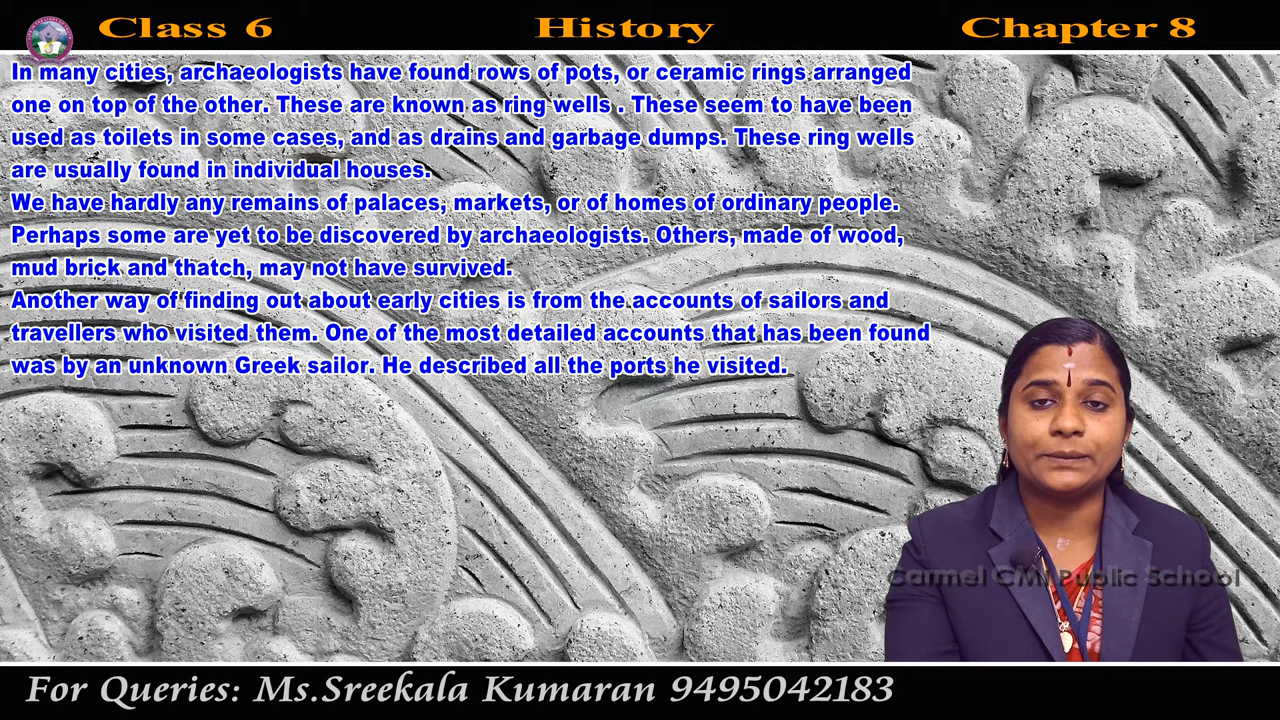 Class 6 History Chapter 8
In many cities, archaeologists have found rows of pots, or ceramic rings arranged
one on top of the other. These are known as ring wells . These seem to have been
used as toilets in some cases, and as drains and garbage dumps. These ring wells
are usually found in individual houses.
We have hardly any remains of palaces, markets, or of homes of ordinary people.
Perhaps some are yet to be discovered by archaeologists. Others, made of wood,
mud brick and thatch, may not have survived.
Another way of finding out about early cities is from the accounts of sailors and
travellers who visited them. One of the most detailed accounts that has been found
was by an unknown Greek sailor. He described all the ports he visited.
Carmel CMI Public School
For Queries: Ms.Sreekala Kumaran 9495042183